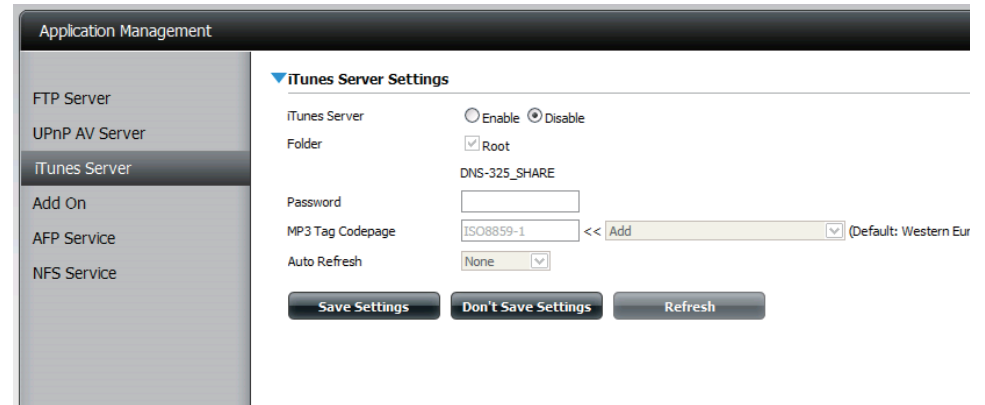 Application Management
FTP Server
UPnP AV Server
iTunes Server
Add On
AFP Service
NFS Service
iTunes Server Settings
iTunes Server Enable Disable
Folder Root
DNS-325_SHARE
Password
MP3 Tag Codepage ISO8859-1 << Add (Default: Western Eur
Auto Refresh None
Save Settings Don't Save Settings Refresh